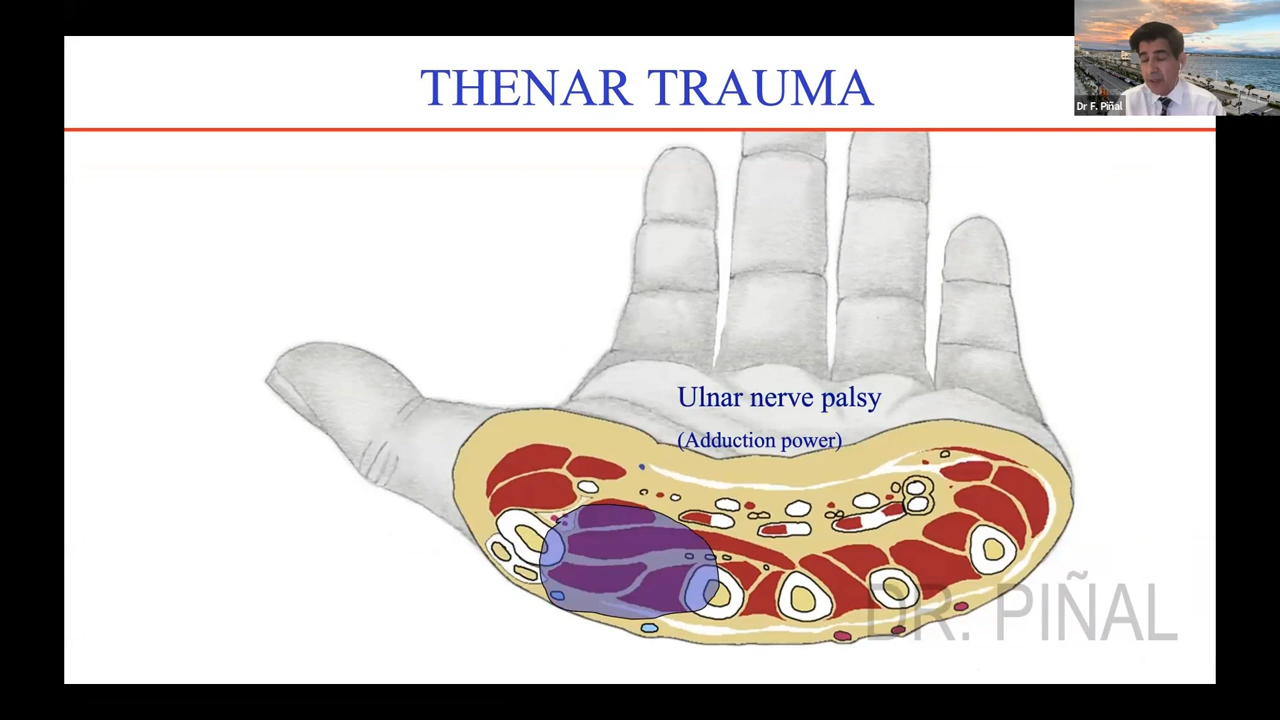 THENAR TRAUMA
Dr F. Piñal
Ulnar nerve palsy
(Adduction power)
DR. PIÑAL